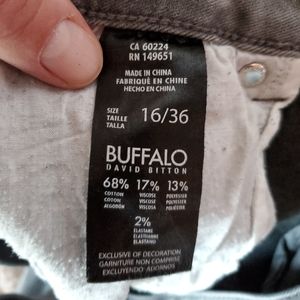 CA 60224
RN 149651
MADE IN CHINA
FABRIQUÉ EN CHINE
HECHO EN CHINA
SIZE
TAILLE
TALLA
16/36
BUFFALO
DAVID BITTON
68% 17% 13%
COTTON VISCOSE POLYESTER
COTON VISCOSE POLYESTER
ALGODÓN VISCOSA POLIÉSTER
2%
ELASTANE
ÉLASTHANNE
ELASTANO
EXCLUSIVE OF DECORATION
GARNITURE NON COMPRISE
EXCLUYENDO ADORNOS